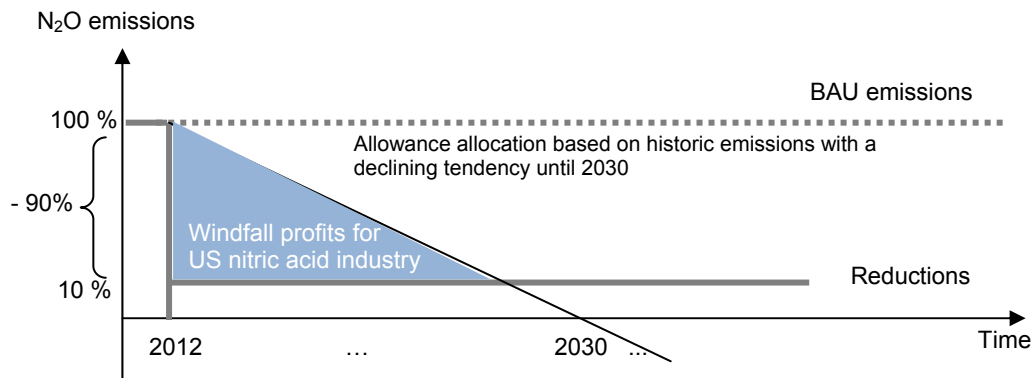 N₂O emissions
BAU emissions
100 %
Allowance allocation based on historic emissions with a
declining tendency until 2030
- 90%
Windfall profits for
US nitric acid industry
10 %
Reductions
Time
2012 … 2030 ...